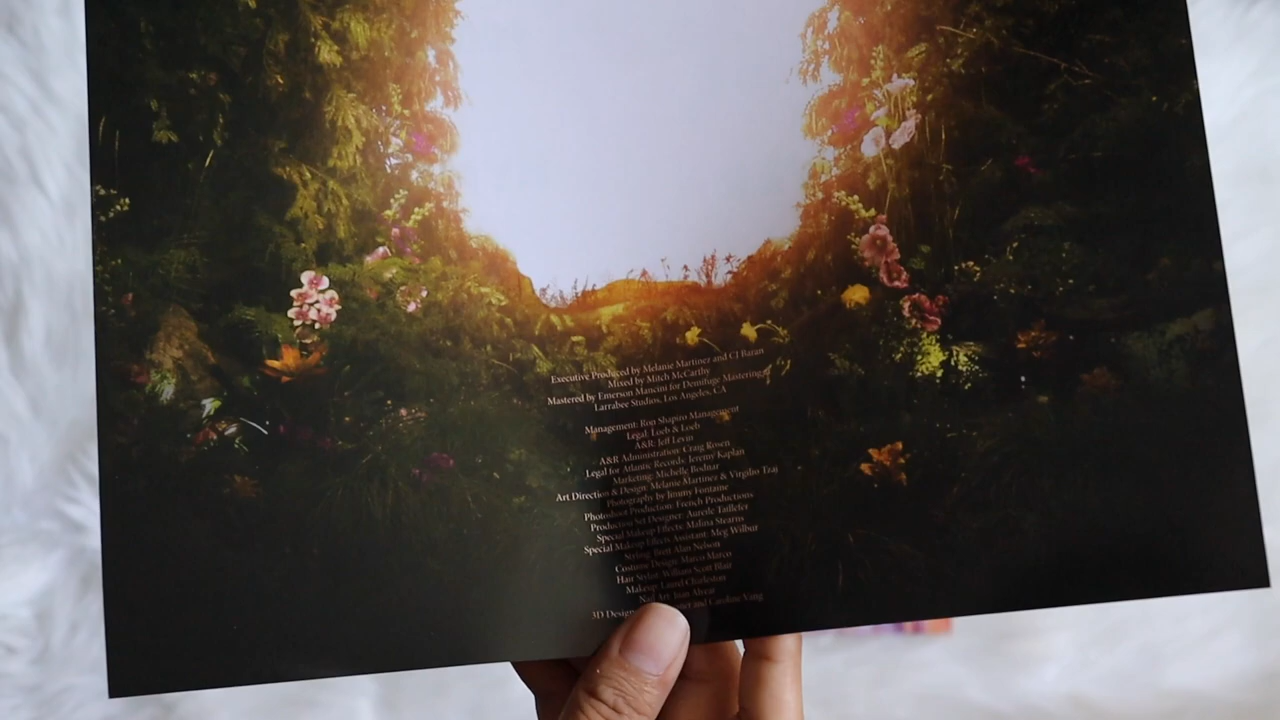 Executive Produced by Melanie Martinez and CJ Baran
Mixed by Mitch McCarthy
Mastered by Emerson Mancini for Demifuge Mastering,
Larrabee Studios, Los Angeles, CA
Management: Ron Shapiro Management
Legal: Loeb & Loeb
A&R: Jeff Levin
A&R Administration: Craig Rosen
Legal for Atlantic Records: Jeremy Kaplan
Marketing: Michelle Bodnar
Art Direction & Design: Melanie Martinez & Virgilio Tzaj
Photography by Jimmy Fontaine
Photoshoot Production: French Productions
Production Set Designer: Aurelie Taillefer
Special Makeup Effects: Malina Stearns
Special Makeup Effects Assistant: Meg Wilbur
Styling: Brett Alan Nelson
Costume Design: Marco Marco
Hair Stylist: William Scott Blair
Makeup: Laurel Charleston
Nail Art: Juan Alvear
3D Design and Caroline Vang